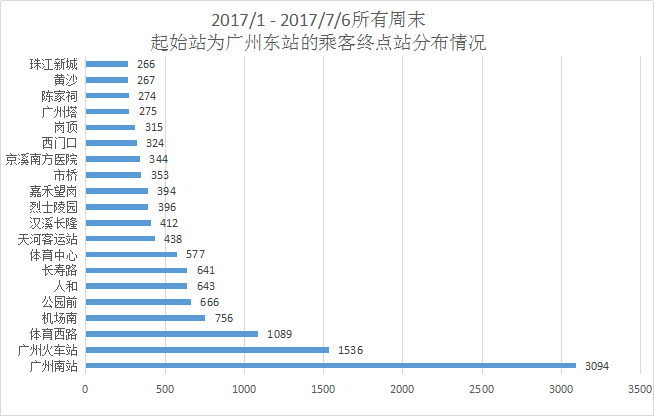 2017/1 - 2017/7/6所有周末
起始站为广州东站的乘客终点站分布情况
珠江新城 266
黄沙 267
陈家祠 274
广州塔 275
岗顶 315
西门口 324
京溪南方医院 344
市桥 353
嘉禾望岗 394
烈士陵园 396
汉溪长隆 412
天河客运站 438
体育中心 577
长寿路 641
人和 643
公园前 666
机场南 756
体育西路 1089
广州火车站 1536
广州南站 3094
0 500 1000 1500 2000 2500 3000 3500